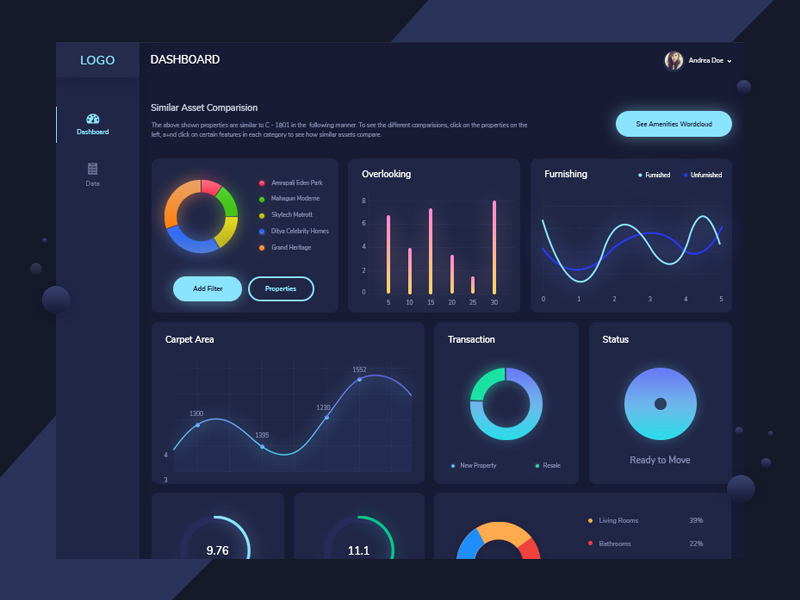 LOGO
DASHBOARD
Andrea Doe
Dashboard
Data
Similar Asset Comparision
The above shown properties are similar to C - 1801 in the following manner. To see the different comparisions, click on the properties on the
left, a+nd click on certain features in each category to see how similar assets compare.
See Amenities Wordcloud
Amrapali Eden Park
Mahagun Moderne
Skytech Matrott
Ditya Celebrity Homes
Grand Heritage
Add Filter
Properties
Overlooking
8
6
4
2
0
5 10 15 20 25 30
Furnishing
Furnished
Unfurnished
0 1 2 3 4 5
Carpet Area
1300
1395
1230
1552
4
3
Transaction
New Property
Resale
Status
Ready to Move
9.76
11.1
Living Rooms 39%
Bathrooms 22%